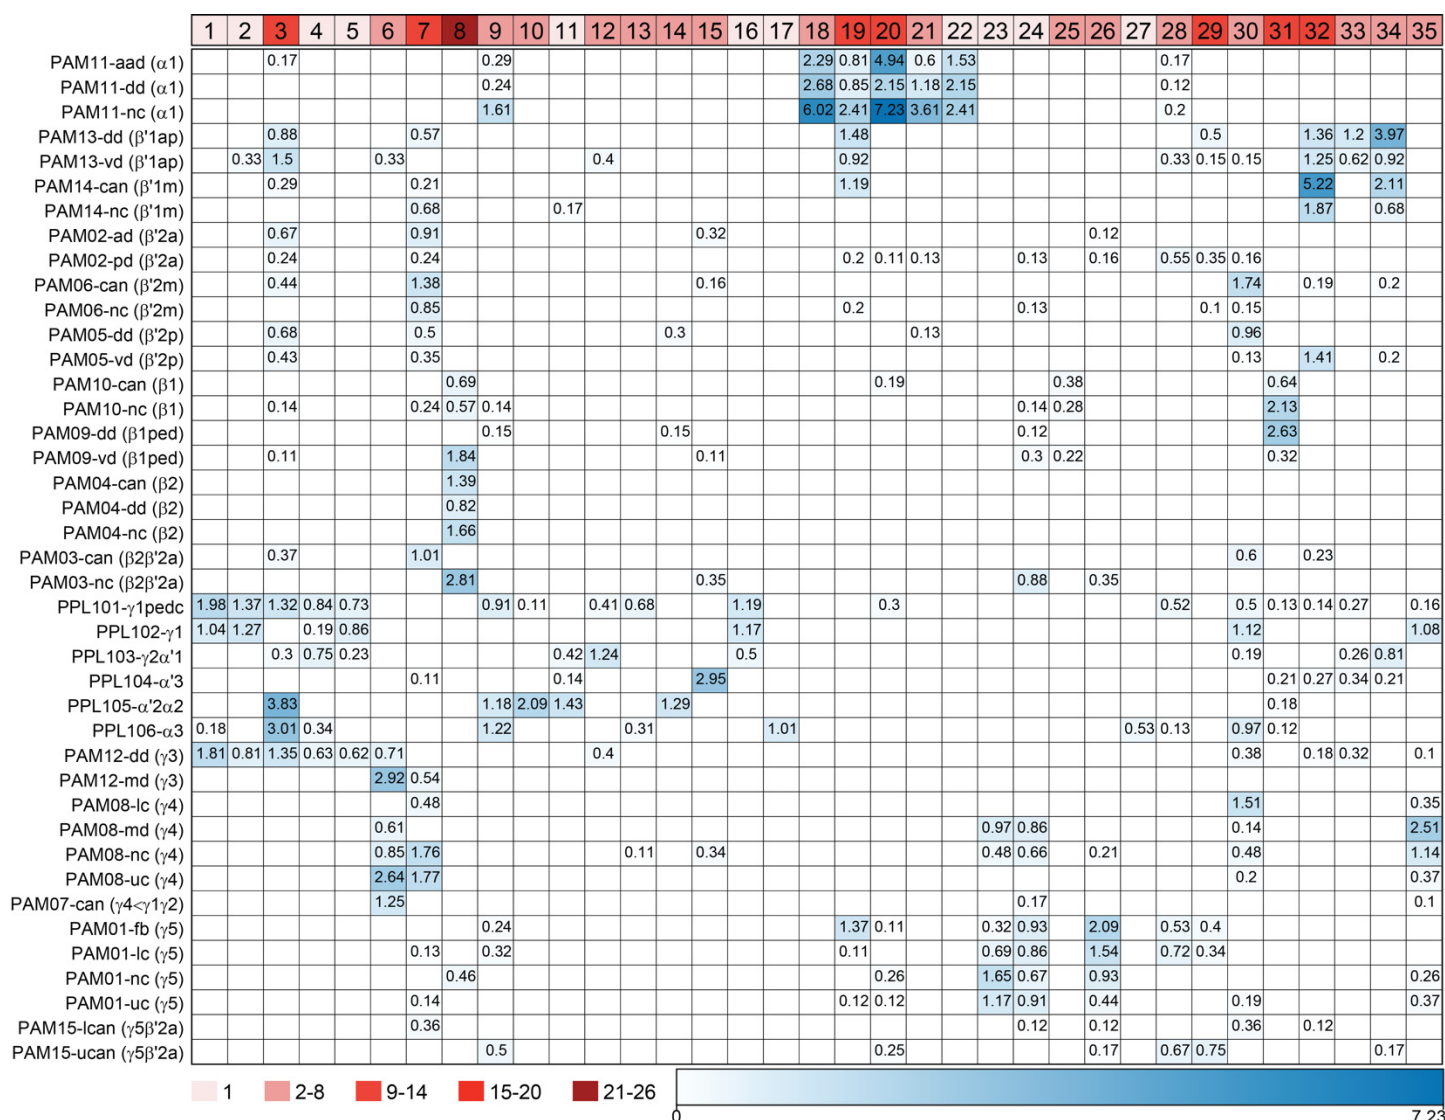 1 2 3 4 5 6 7 8 9 10 11 12 13 14 15 16 17 18 19 20 21 22 23 24 25 26 27 28 29 30 31 32 33 34 35
PAM11-aad (α1) 0.17 0.29 2.29 0.81 4.94 0.6 1.53 0.17
PAM11-dd (α1) 0.24 2.68 0.85 2.15 1.18 2.15 0.12
PAM11-nc (α1) 1.61 6.02 2.41 7.23 3.61 2.41 0.2
PAM13-dd (β'1ap) 0.88 0.57 1.48 0.5 1.36 1.2 3.97
PAM13-vd (β'1ap) 0.33 1.5 0.33 0.4 0.92 0.33 0.15 0.15 1.25 0.62 0.92
PAM14-can (β'1m) 0.29 0.21 1.19 5.22 2.11
PAM14-nc (β'1m) 0.68 0.17 1.87 0.68
PAM02-ad (β'2a) 0.67 0.91 0.32 0.12
PAM02-pd (β'2a) 0.24 0.24 0.2 0.11 0.13 0.13 0.16 0.55 0.35 0.16
PAM06-can (β'2m) 0.44 1.38 0.16 1.74 0.19 0.2
PAM06-nc (β'2m) 0.85 0.2 0.13 0.1 0.15
PAM05-dd (β'2p) 0.68 0.5 0.3 0.13 0.96
PAM05-vd (β'2p) 0.43 0.35 0.13 1.41 0.2
PAM10-can (β1) 0.69 0.19 0.38 0.64
PAM10-nc (β1) 0.14 0.24 0.57 0.14 0.14 0.28 2.13
PAM09-dd (β1ped) 0.15 0.15 0.12 2.63
PAM09-vd (β1ped) 0.11 1.84 0.11 0.3 0.22 0.32
PAM04-can (β2) 1.39
PAM04-dd (β2) 0.82
PAM04-nc (β2) 1.66
PAM03-can (β2β'2a) 0.37 1.01 0.6 0.23
PAM03-nc (β2β'2a) 2.81 0.35 0.88 0.35
PPL101-γ1pedc 1.98 1.37 1.32 0.84 0.73 0.91 0.11 0.41 0.68 1.19 0.3 0.52 0.5 0.13 0.14 0.27 0.16
PPL102-γ1 1.04 1.27 0.19 0.86 1.17 1.12 1.08
PPL103-γ2α'1 0.3 0.75 0.23 0.42 1.24 0.5 0.19 0.26 0.81
PPL104-α'3 0.11 0.14 2.95 0.21 0.27 0.34 0.21
PPL105-α'2α2 3.83 1.18 2.09 1.43 1.29 0.18
PPL106-α3 0.18 3.01 0.34 1.22 0.31 1.01 0.53 0.13 0.97 0.12
PAM12-dd (γ3) 1.81 0.81 1.35 0.63 0.62 0.71 0.4 0.38 0.18 0.32 0.1
PAM12-md (γ3) 2.92 0.54
PAM08-lc (γ4) 0.48 1.51 0.35
PAM08-md (γ4) 0.61 0.97 0.86 0.14 2.51
PAM08-nc (γ4) 0.85 1.76 0.11 0.34 0.48 0.66 0.21 0.48 1.14
PAM08-uc (γ4) 2.64 1.77 0.2 0.37
PAM07-can (γ4<γ1γ2) 1.25 0.17 0.1
PAM01-fb (γ5) 0.24 1.37 0.11 0.32 0.93 2.09 0.53 0.4
PAM01-lc (γ5) 0.13 0.32 0.11 0.69 0.86 1.54 0.72 0.34
PAM01-nc (γ5) 0.46 0.26 1.65 0.67 0.93 0.26
PAM01-uc (γ5) 0.14 0.12 0.12 1.17 0.91 0.44 0.19 0.37
PAM15-lcan (γ5β'2a) 0.36 0.12 0.12 0.36 0.12
PAM15-ucan (γ5β'2a) 0.5 0.25 0.17 0.67 0.75 0.17
1 2-8 9-14 15-20 21-26
0 7.23